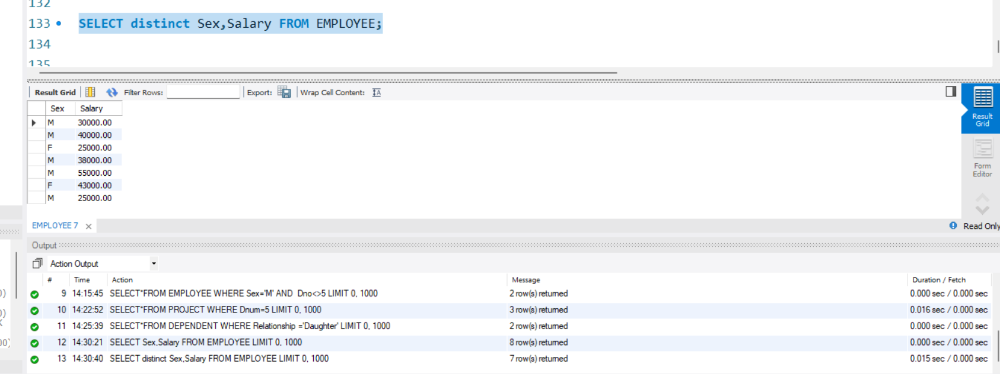 132
133 SELECT distinct Sex,Salary FROM EMPLOYEE;
134
135
Result Grid Filter Rows: Export: Wrap Cell Content:
Sex Salary
M 30000.00
M 40000.00
F 25000.00
M 38000.00
M 55000.00
F 43000.00
M 25000.00
Result
Grid
Form
Editor
EMPLOYEE 7
Read Only
Output
Action Output
# Time Action Message Duration / Fetch
9 14:15:45 SELECT*FROM EMPLOYEE WHERE Sex='M' AND Dno<>5 LIMIT 0, 1000 2 row(s) returned 0.000 sec / 0.000 sec
10 14:22:52 SELECT*FROM PROJECT WHERE Dnum=5 LIMIT 0, 1000 3 row(s) returned 0.016 sec / 0.000 sec
11 14:25:39 SELECT*FROM DEPENDENT WHERE Relationship ='Daughter' LIMIT 0, 1000 2 row(s) returned 0.000 sec / 0.000 sec
12 14:30:21 SELECT Sex,Salary FROM EMPLOYEE LIMIT 0, 1000 8 row(s) returned 0.000 sec / 0.000 sec
13 14:30:40 SELECT distinct Sex,Salary FROM EMPLOYEE LIMIT 0, 1000 7 row(s) returned 0.015 sec / 0.000 sec